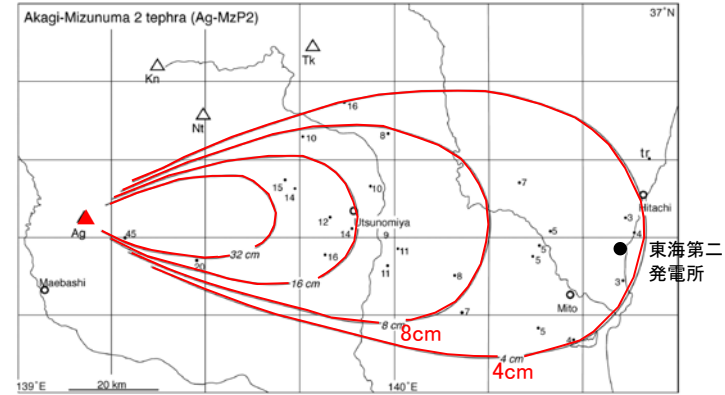 Akagi-Mizunuma 2 tephra (Ag-MzP2)
37°N
Tk
Kn
16
Nt
10
8
tr
15
14
10
7
Hitachi
12
Utsunomiya
3
Ag
45
14
9
5
4
20
32 cm
16
11
11
5
5
東海第二
発電所
Maebashi
16 cm
8
3
Mito
7
8 cm
8cm
5
4
4 cm
4cm
139°E
20 km
140°E